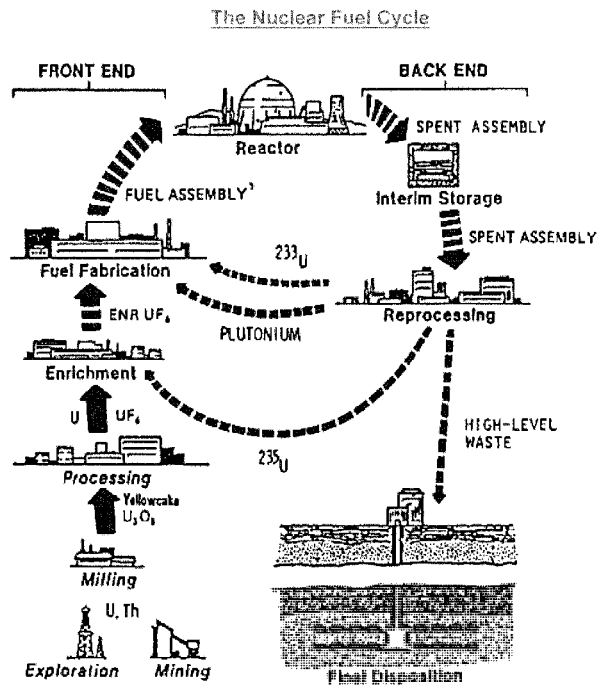 The Nuclear Fuel Cycle
FRONT END
BACK END
Reactor
SPENT ASSEMBLY
Interim Storage
FUEL ASSEMBLY³
SPENT ASSEMBLY
Fuel Fabrication
²³³U
Reprocessing
ENR UF₆
PLUTONIUM
Enrichment
U UF₆
HIGH-LEVEL
WASTE
²³⁵U
Processing
Yellowcake
U₃O₈
Milling
U, Th
Exploration
Mining
Final Disposition